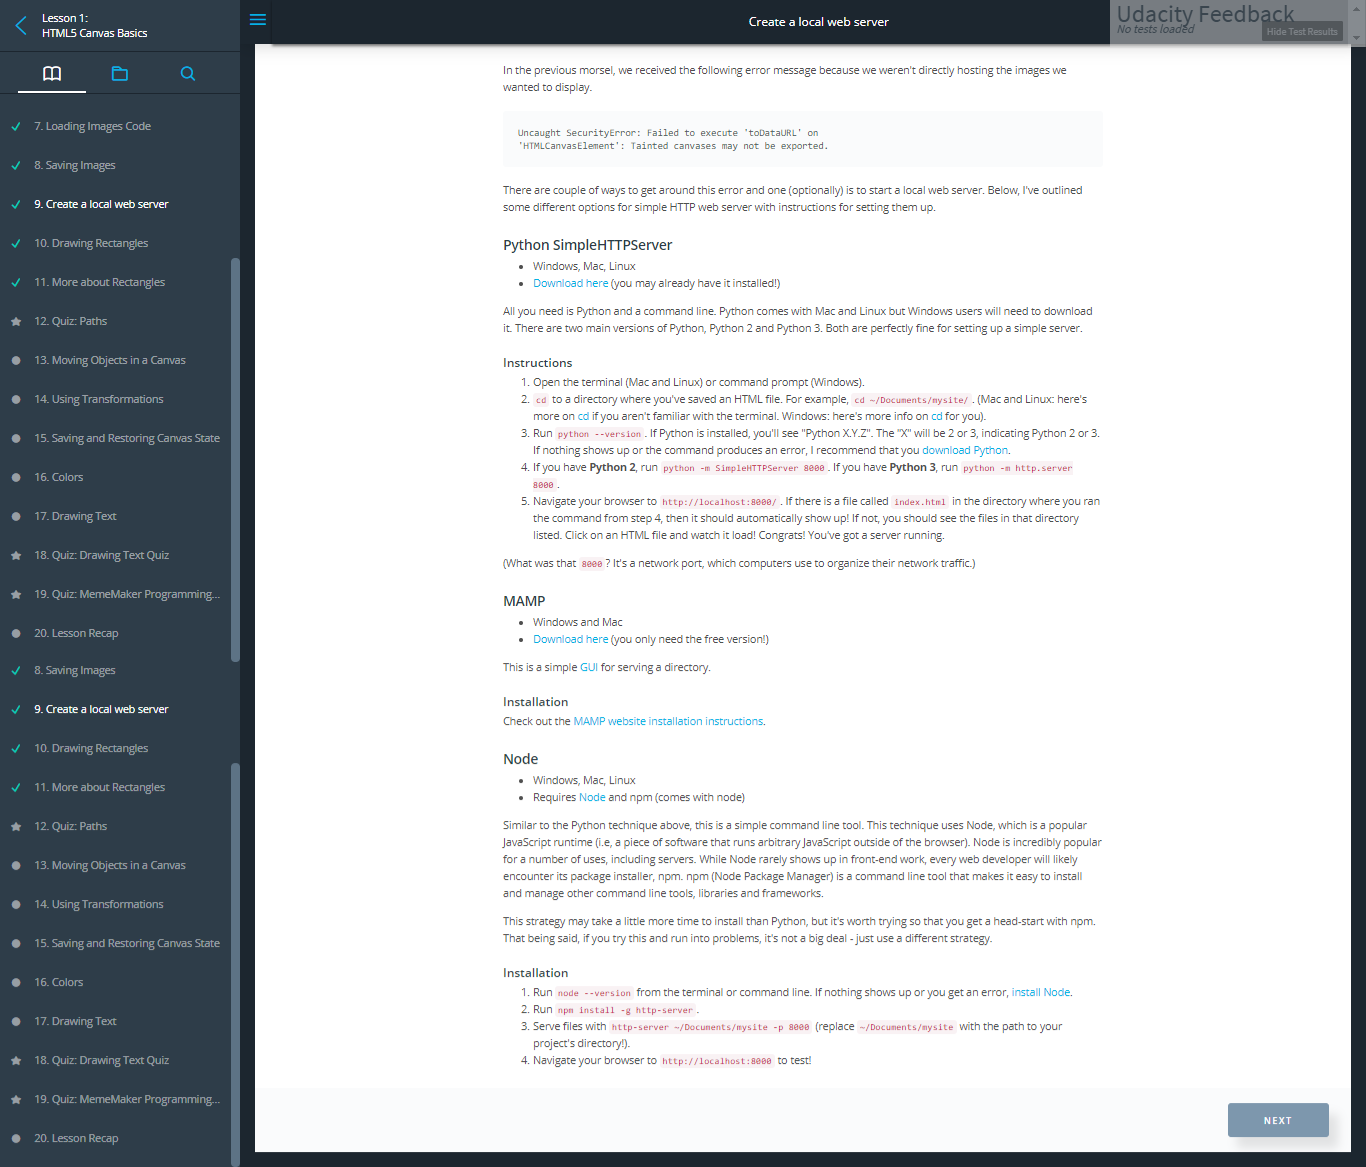 Lesson 1:
HTML5 Canvas Basics
7. Loading Images Code
8. Saving Images
9. Create a local web server
10. Drawing Rectangles
11. More about Rectangles
12. Quiz: Paths
13. Moving Objects in a Canvas
14. Using Transformations
15. Saving and Restoring Canvas State
16. Colors
17. Drawing Text
18. Quiz: Drawing Text Quiz
19. Quiz: MemeMaker Programming...
20. Lesson Recap
8. Saving Images
9. Create a local web server
10. Drawing Rectangles
11. More about Rectangles
12. Quiz: Paths
13. Moving Objects in a Canvas
14. Using Transformations
15. Saving and Restoring Canvas State
16. Colors
17. Drawing Text
18. Quiz: Drawing Text Quiz
19. Quiz: MemeMaker Programming...
20. Lesson Recap
Create a local web server
Udacity Feedback
No tests loaded
Hide Test Results
In the previous morsel, we received the following error message because we weren't directly hosting the images we
wanted to display.
Uncaught SecurityError: Failed to execute 'toDataURL' on
'HTMLCanvasElement': Tainted canvases may not be exported.
There are couple of ways to get around this error and one (optionally) is to start a local web server. Below, I've outlined
some different options for simple HTTP web server with instructions for setting them up.
Python SimpleHTTPServer
• Windows, Mac, Linux
• Download here (you may already have it installed!)
All you need is Python and a command line. Python comes with Mac and Linux but Windows users will need to download
it. There are two main versions of Python, Python 2 and Python 3. Both are perfectly fine for setting up a simple server.
Instructions
1. Open the terminal (Mac and Linux) or command prompt (Windows).
2. cd to a directory where you've saved an HTML file. For example, cd ~/Documents/mysite/ . (Mac and Linux: here's
more on cd if you aren't familiar with the terminal. Windows: here's more info on cd for you).
3. Run python --version . If Python is installed, you'll see "Python X.Y.Z". The "X" will be 2 or 3, indicating Python 2 or 3.
If nothing shows up or the command produces an error, I recommend that you download Python.
4. If you have Python 2, run python -m SimpleHTTPServer 8000 . If you have Python 3, run python -m http.server
8000 .
5. Navigate your browser to http://localhost:8000/ . If there is a file called index.html in the directory where you ran
the command from step 4, then it should automatically show up! If not, you should see the files in that directory
listed. Click on an HTML file and watch it load! Congrats! You've got a server running.
(What was that 8000 ? It's a network port, which computers use to organize their network traffic.)
MAMP
• Windows and Mac
• Download here (you only need the free version!)
This is a simple GUI for serving a directory.
Installation
Check out the MAMP website installation instructions.
Node
• Windows, Mac, Linux
• Requires Node and npm (comes with node)
Similar to the Python technique above, this is a simple command line tool. This technique uses Node, which is a popular
JavaScript runtime (i.e, a piece of software that runs arbitrary JavaScript outside of the browser). Node is incredibly popular
for a number of uses, including servers. While Node rarely shows up in front-end work, every web developer will likely
encounter its package installer, npm. npm (Node Package Manager) is a command line tool that makes it easy to install
and manage other command line tools, libraries and frameworks.
This strategy may take a little more time to install than Python, but it's worth trying so that you get a head-start with npm.
That being said, if you try this and run into problems, it's not a big deal - just use a different strategy.
Installation
1. Run node --version from the terminal or command line. If nothing shows up or you get an error, install Node.
2. Run npm install -g http-server .
3. Serve files with http-server ~/Documents/mysite -p 8000 (replace ~/Documents/mysite with the path to your
project's directory!).
4. Navigate your browser to http://localhost:8000 to test!
NEXT